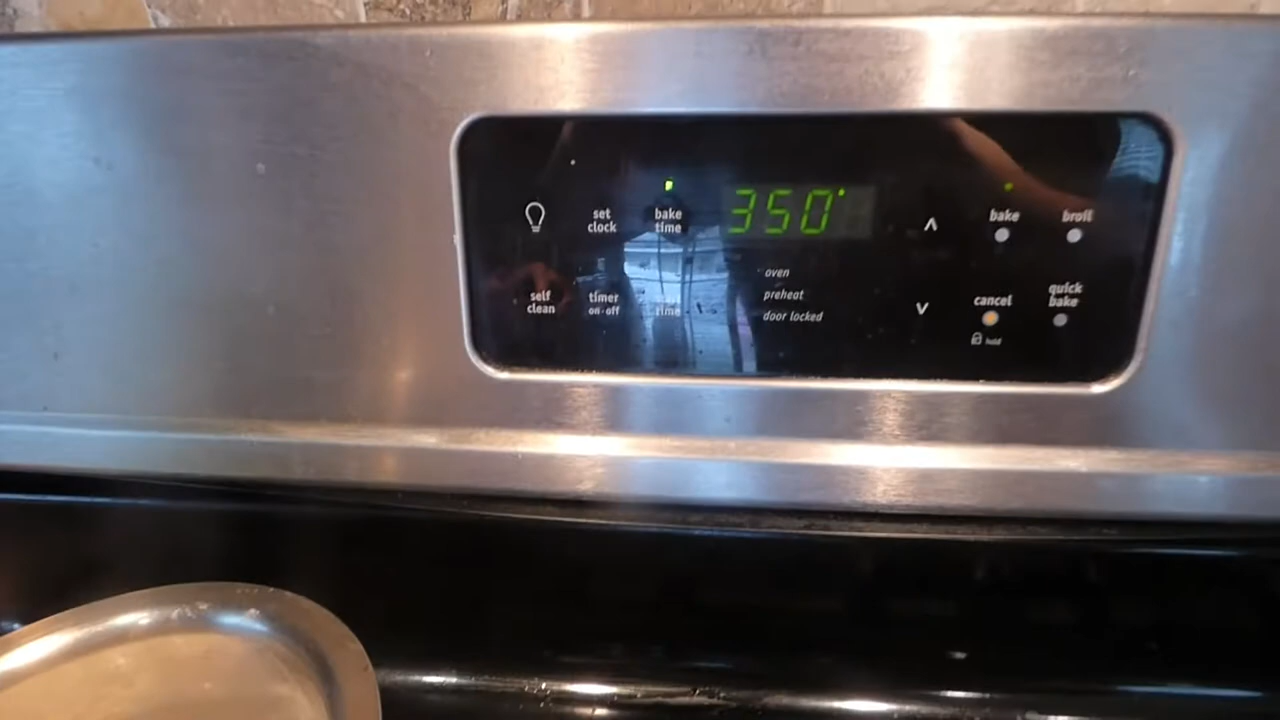 set
clock
bake
time
350°
bake
broil
oven
preheat
door locked
self
clean
timer
on·off
time
cancel
hold
quick
bake